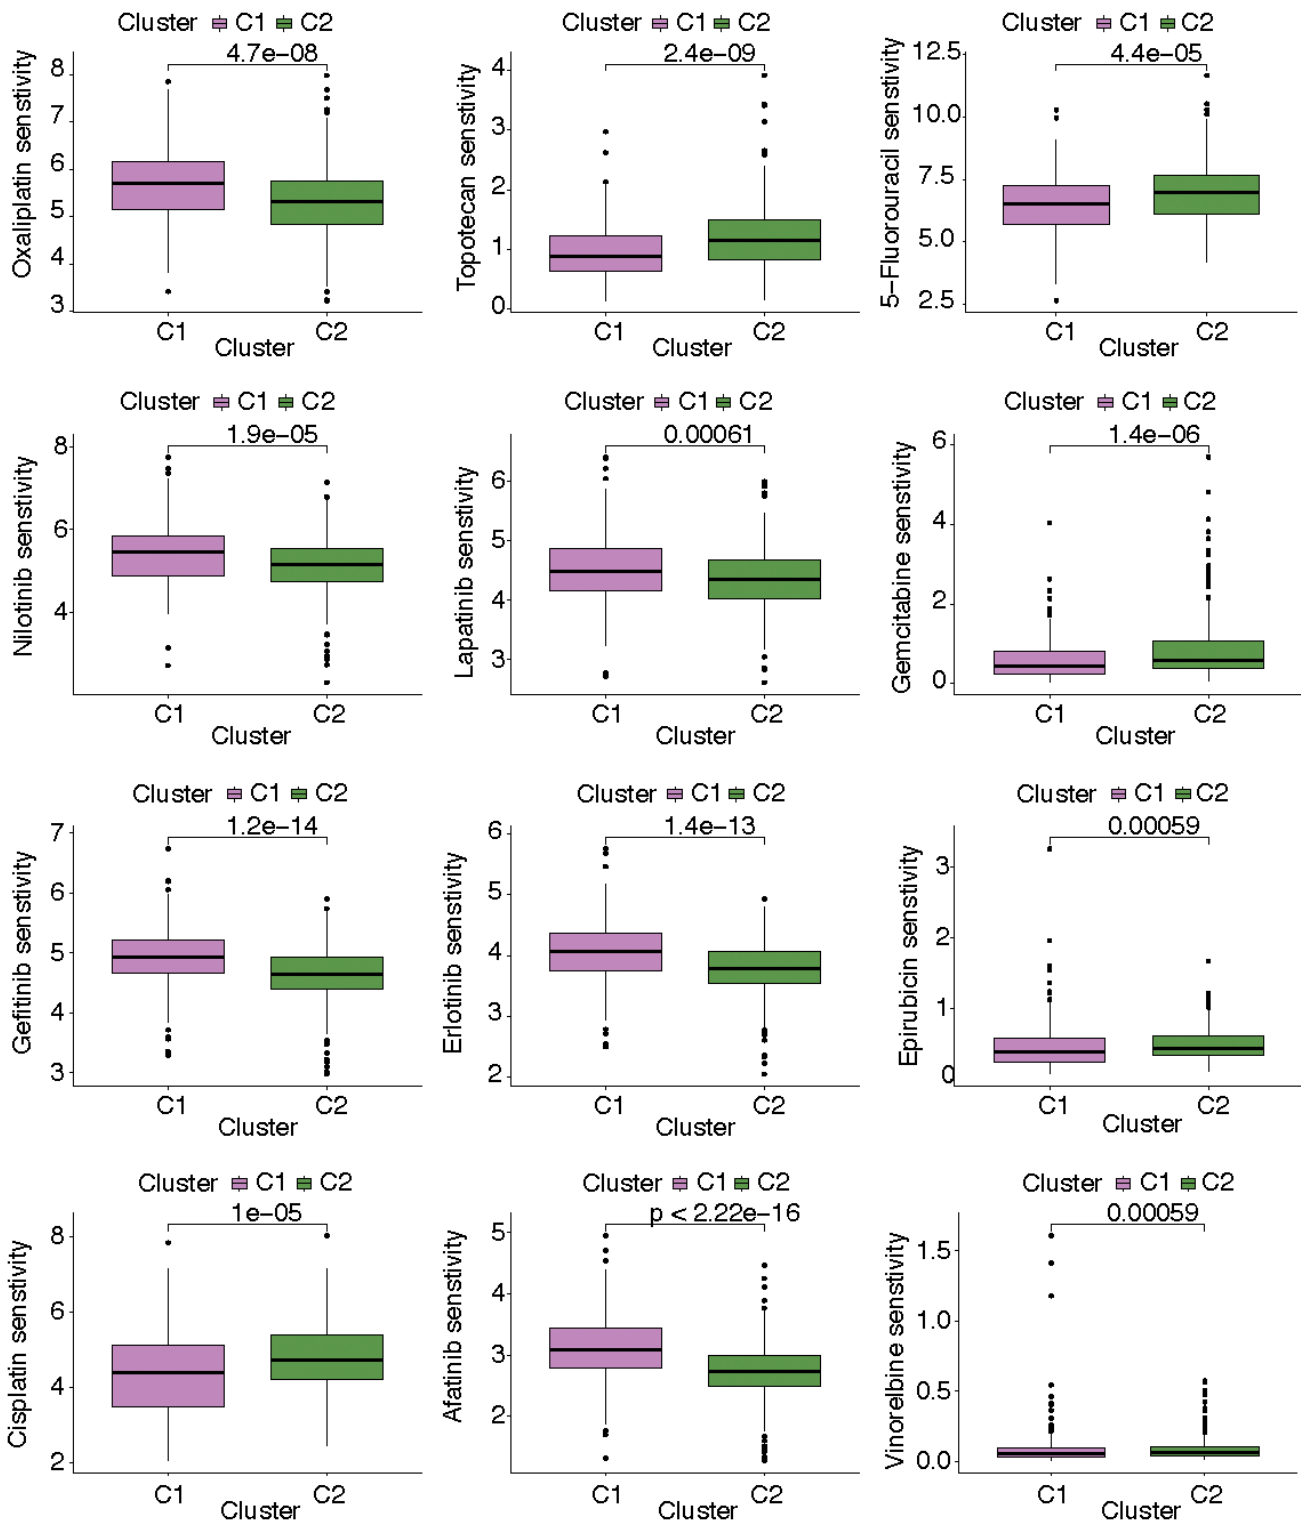 Cluster C1 C2
4.7e−08
Oxaliplatin senstivity
8
7
6
5
4
3
C1 C2
Cluster
Cluster C1 C2
2.4e−09
Topotecan senstivity
4
3
2
1
0
C1 C2
Cluster
Cluster C1 C2
4.4e−05
5−Fluorouracil senstivity
12.5
10.0
7.5
5.0
2.5
C1 C2
Cluster
Cluster C1 C2
1.9e−05
Nilotinib senstivity
8
6
4
C1 C2
Cluster
Cluster C1 C2
0.00061
Lapatinib senstivity
6
5
4
3
C1 C2
Cluster
Cluster C1 C2
1.4e−06
Gemcitabine senstivity
6
4
2
0
C1 C2
Cluster
Cluster C1 C2
1.2e−14
Gefitinib senstivity
7
6
5
4
3
C1 C2
Cluster
Cluster C1 C2
1.4e−13
Erlotinib senstivity
6
5
4
3
2
C1 C2
Cluster
Cluster C1 C2
0.00059
Epirubicin senstivity
3
2
1
0
C1 C2
Cluster
Cluster C1 C2
1e−05
Cisplatin senstivity
8
6
4
2
C1 C2
Cluster
Cluster C1 C2
p < 2.22e−16
Afatinib senstivity
5
4
3
2
C1 C2
Cluster
Cluster C1 C2
0.00059
Vinorelbine senstivity
1.5
1.0
0.5
0.0
C1 C2
Cluster